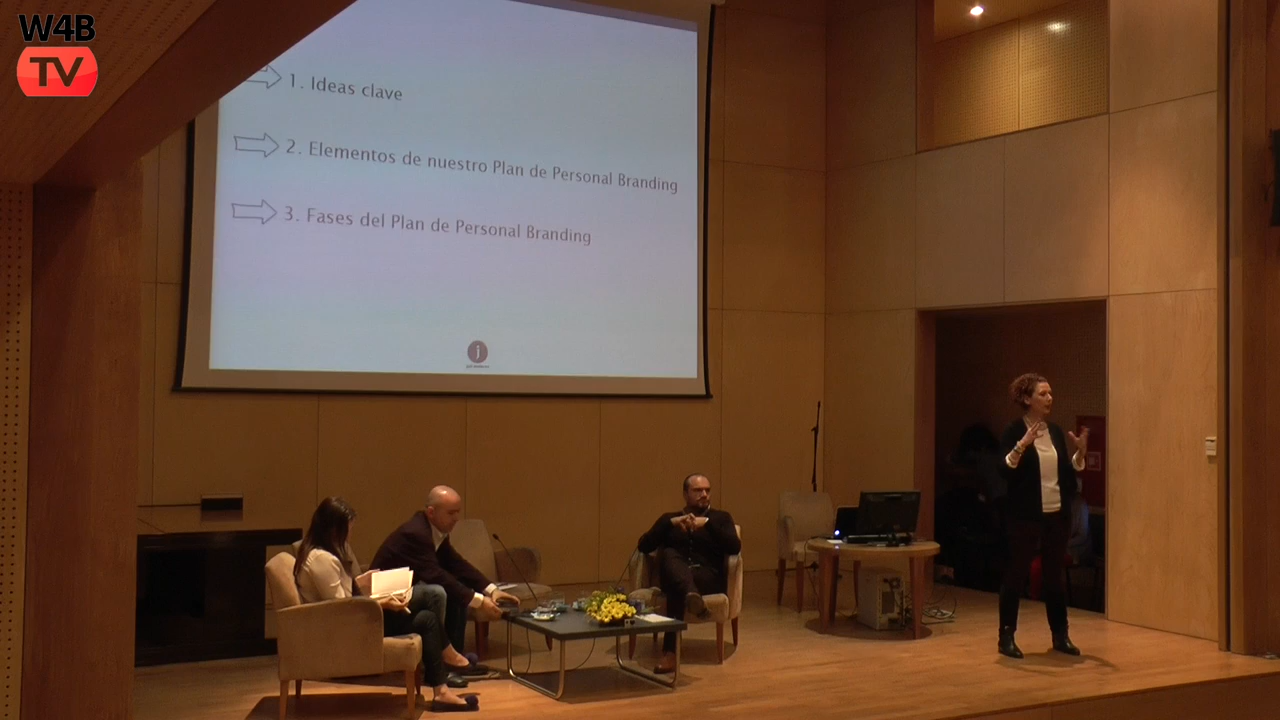 W4B
TV
1. Ideas clave
2. Elementos de nuestro Plan de Personal Branding
3. Fases del Plan de Personal Branding
j